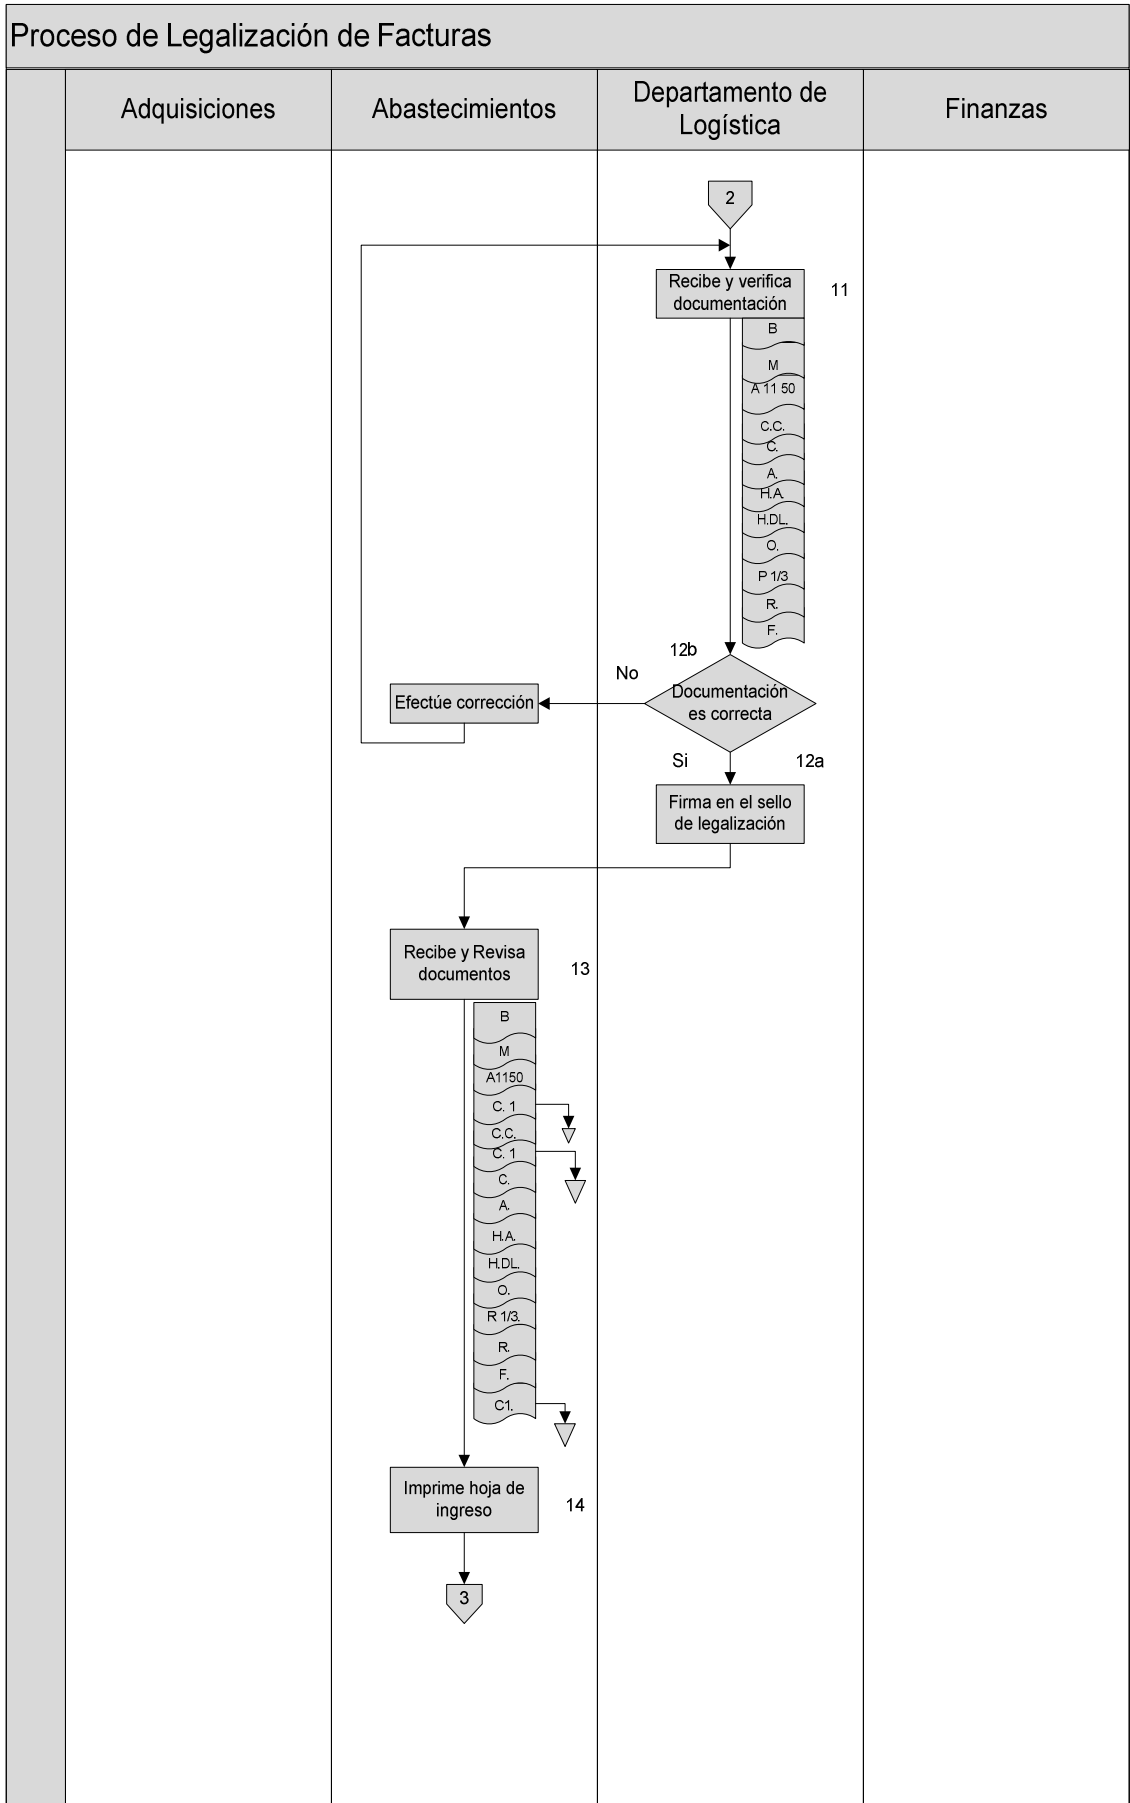 Proceso de Legalización de Facturas
Adquisiciones
Abastecimientos
Departamento de
Logística
Finanzas
2
Recibe y verifica
documentación
11
B
M
A 11 50
C.C.
C.
A.
H.A.
H.DL.
O.
P 1/3
R.
F.
12b
No
Documentación
es correcta
Efectúe corrección
Si
12a
Firma en el sello
de legalización
Recibe y Revisa
documentos
13
B
M
A1150
C. 1
C.C.
C. 1
C.
A.
H.A.
H.DL.
O.
R 1/3.
R.
F.
C1.
Imprime hoja de
ingreso
14
3